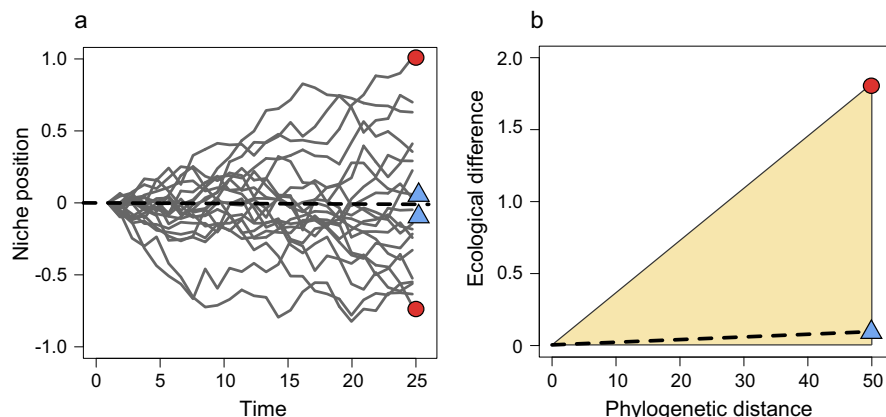 a
1.0
0.5
0
-0.5
-1.0
0 5 10 15 20 25
Niche position
Time
b
2.0
1.5
1.0
0.5
0
0 10 20 30 40 50
Ecological difference
Phylogenetic distance